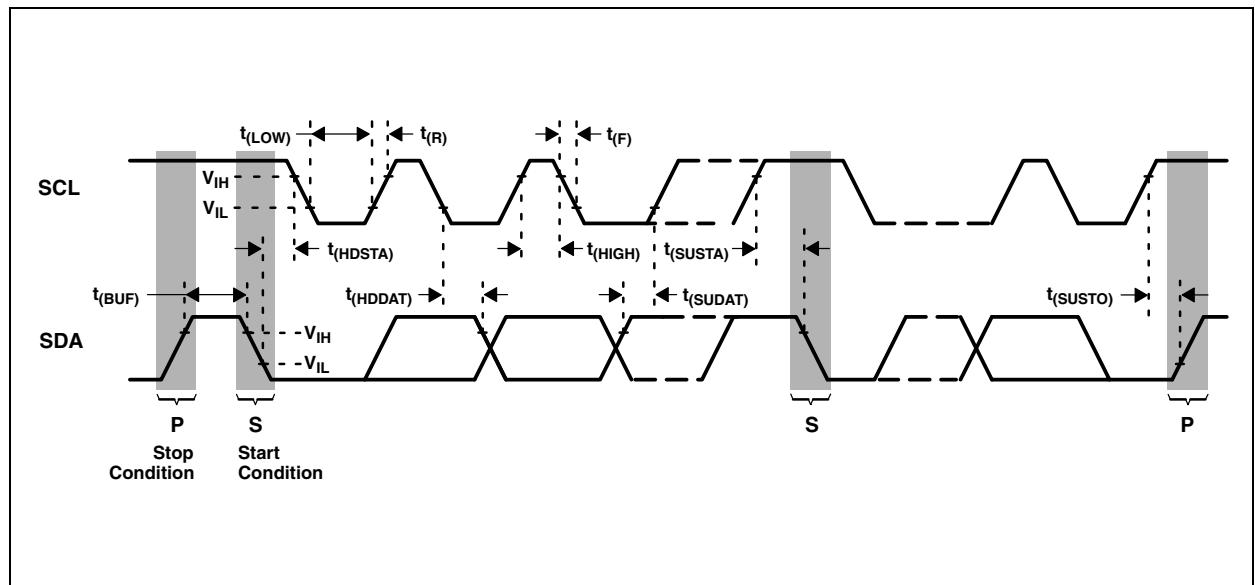 t(LOW)
t(R)
t(F)
SCL
VIH
VIL
t(HDSTA)
t(HIGH)
t(SUSTA)
t(BUF)
t(HDDAT)
t(SUDAT)
t(SUSTO)
SDA
VIH
VIL
P
S
S
P
Stop
Condition
Start
Condition